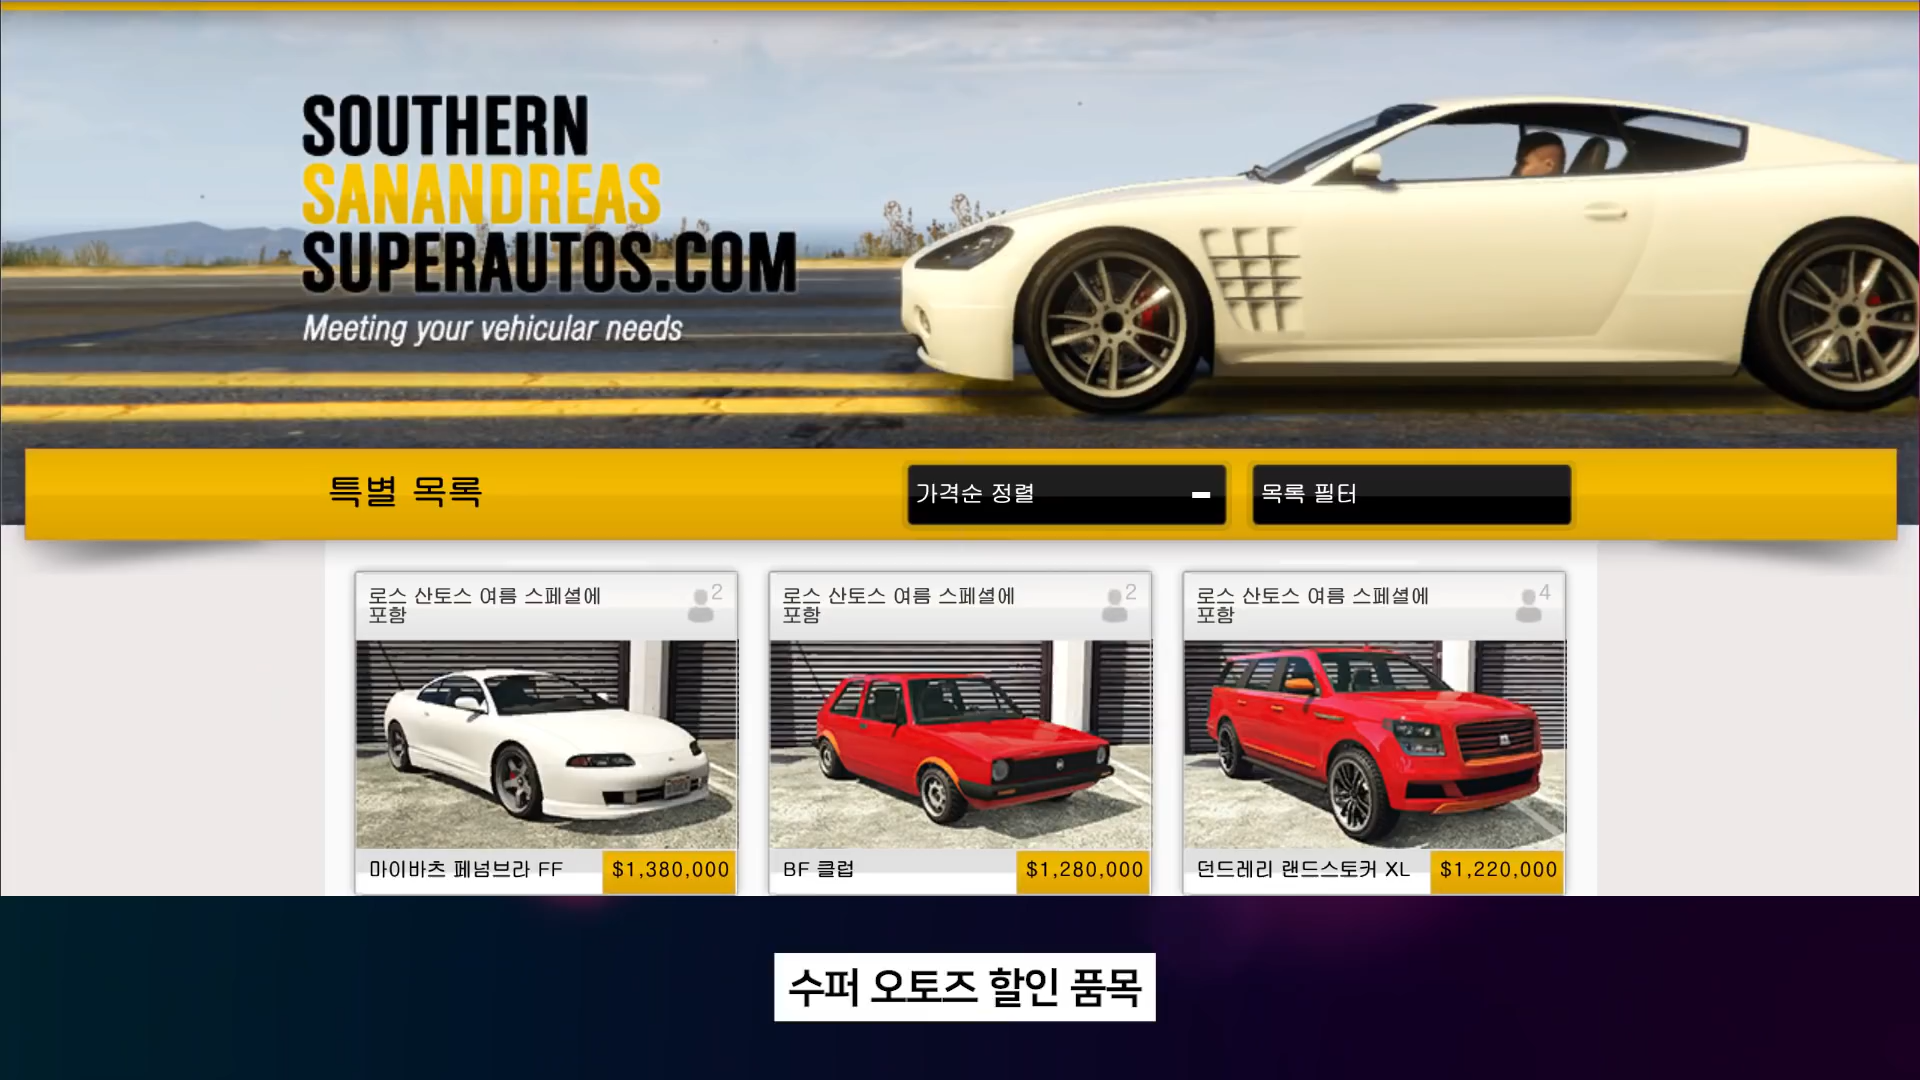 SOUTHERN
SANANDREAS
SUPERAUTOS.COM
Meeting your vehicular needs
특별 목록
가격순 정렬
목록 필터
로스 산토스 여름 스페셜에
포함
2
로스 산토스 여름 스페셜에
포함
2
로스 산토스 여름 스페셜에
포함
4
마이바츠 페넘브라 FF
$1,380,000
BF 클럽
$1,280,000
던드레리 랜드스토커 XL
$1,220,000
수퍼 오토즈 할인 품목